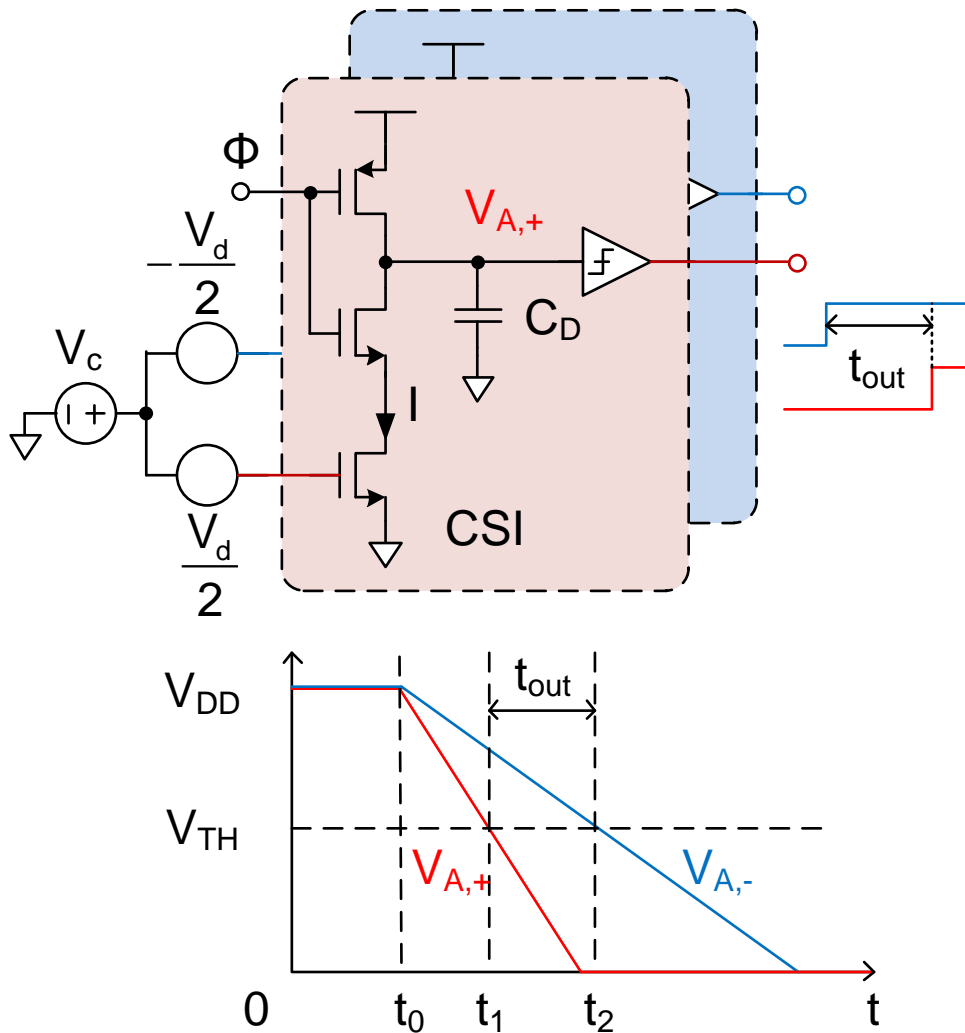 Φ
V_A,+
−V_d/2
C_D
V_c
I
t_out
V_d/2
CSI
V_DD
t_out
V_TH
V_A,+
V_A,-
0
t_0
t_1
t_2
t